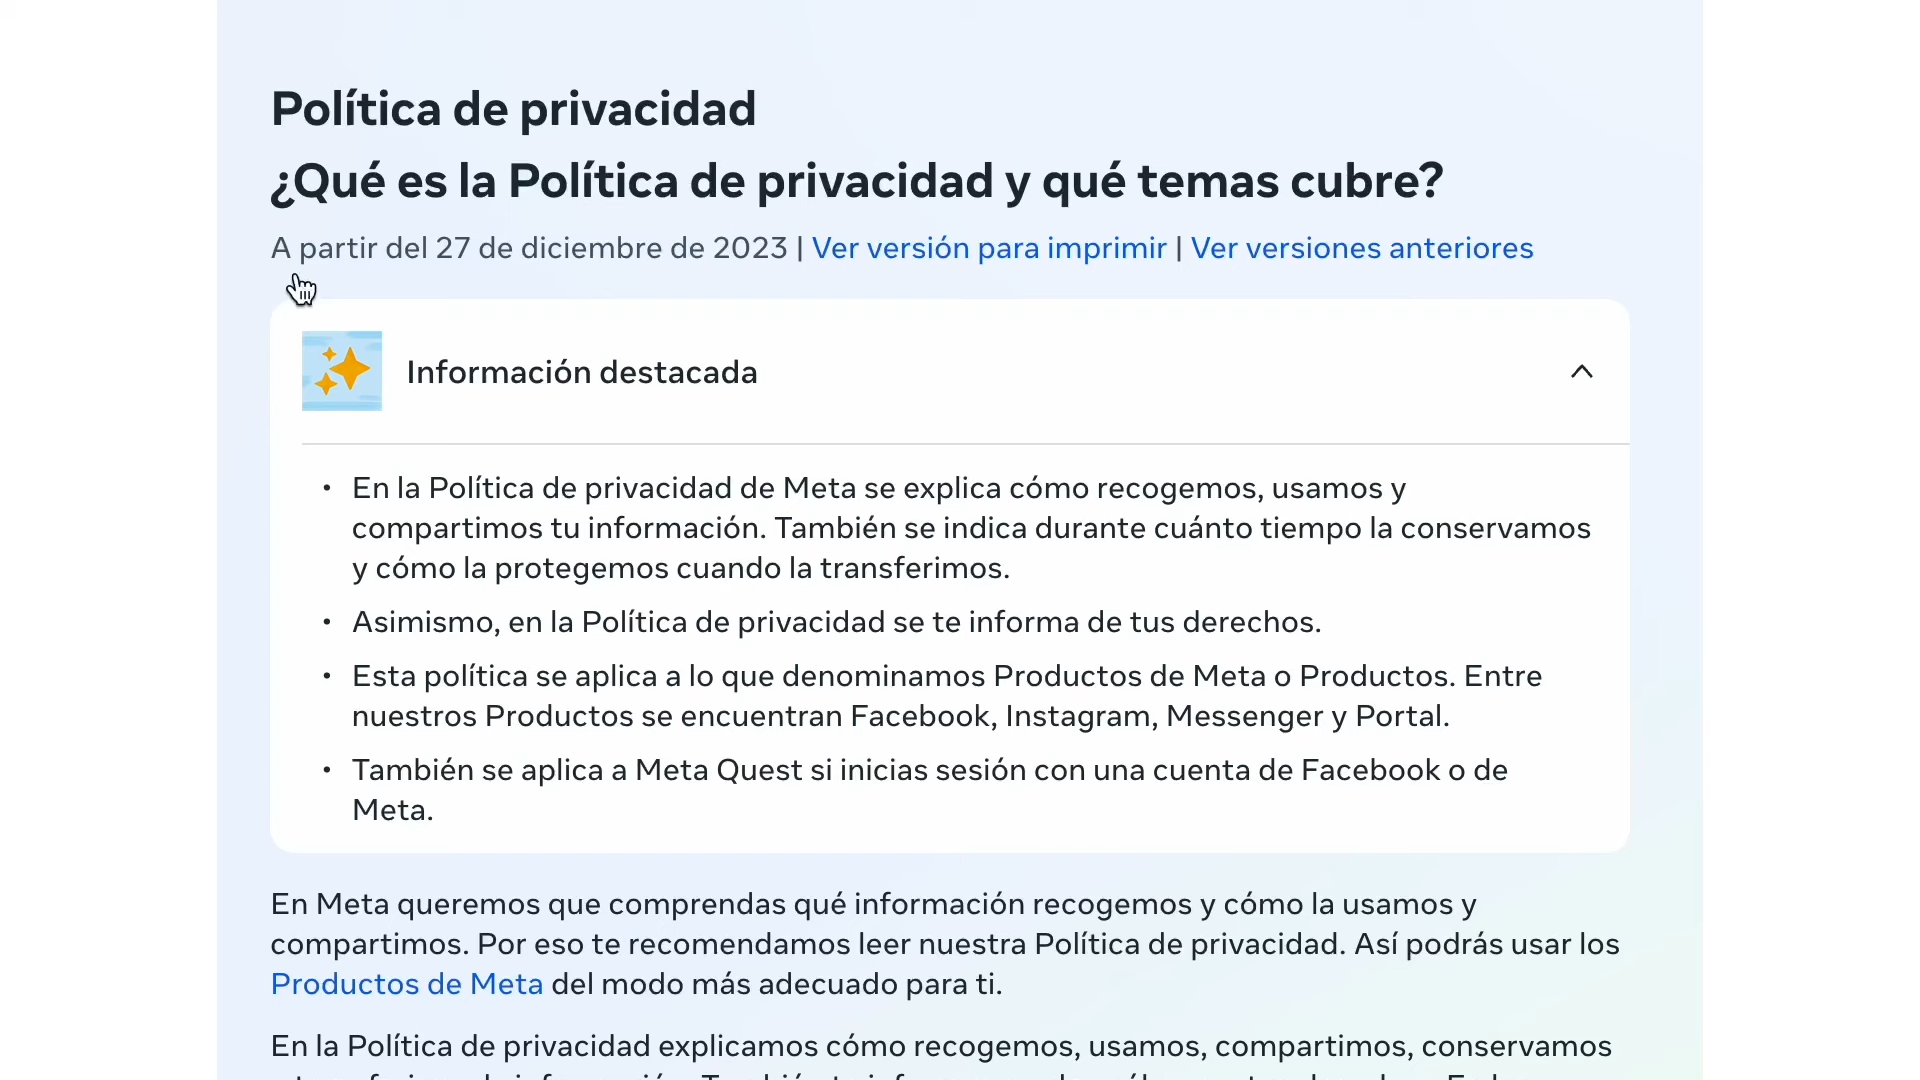 Política de privacidad
¿Qué es la Política de privacidad y qué temas cubre?
A partir del 27 de diciembre de 2023 | Ver versión para imprimir | Ver versiones anteriores
Información destacada
• En la Política de privacidad de Meta se explica cómo recogemos, usamos y
compartimos tu información. También se indica durante cuánto tiempo la conservamos
y cómo la protegemos cuando la transferimos.
• Asimismo, en la Política de privacidad se te informa de tus derechos.
• Esta política se aplica a lo que denominamos Productos de Meta o Productos. Entre
nuestros Productos se encuentran Facebook, Instagram, Messenger y Portal.
• También se aplica a Meta Quest si inicias sesión con una cuenta de Facebook o de
Meta.
En Meta queremos que comprendas qué información recogemos y cómo la usamos y
compartimos. Por eso te recomendamos leer nuestra Política de privacidad. Así podrás usar los
Productos de Meta del modo más adecuado para ti.
En la Política de privacidad explicamos cómo recogemos, usamos, compartimos, conservamos